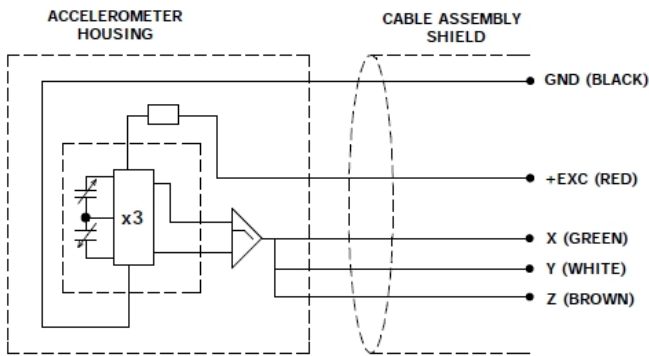 ACCELEROMETER
HOUSING
CABLE ASSEMBLY
SHIELD
GND (BLACK)
+EXC (RED)
x3
X (GREEN)
Y (WHITE)
Z (BROWN)